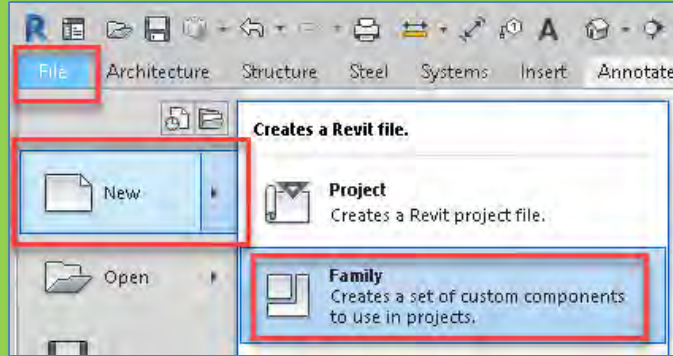 R A
File Architecture Structure Steel Systems Insert Annotate
Creates a Revit file.
New
Project
Creates a Revit project file.
Open
Family
Creates a set of custom components
to use in projects.